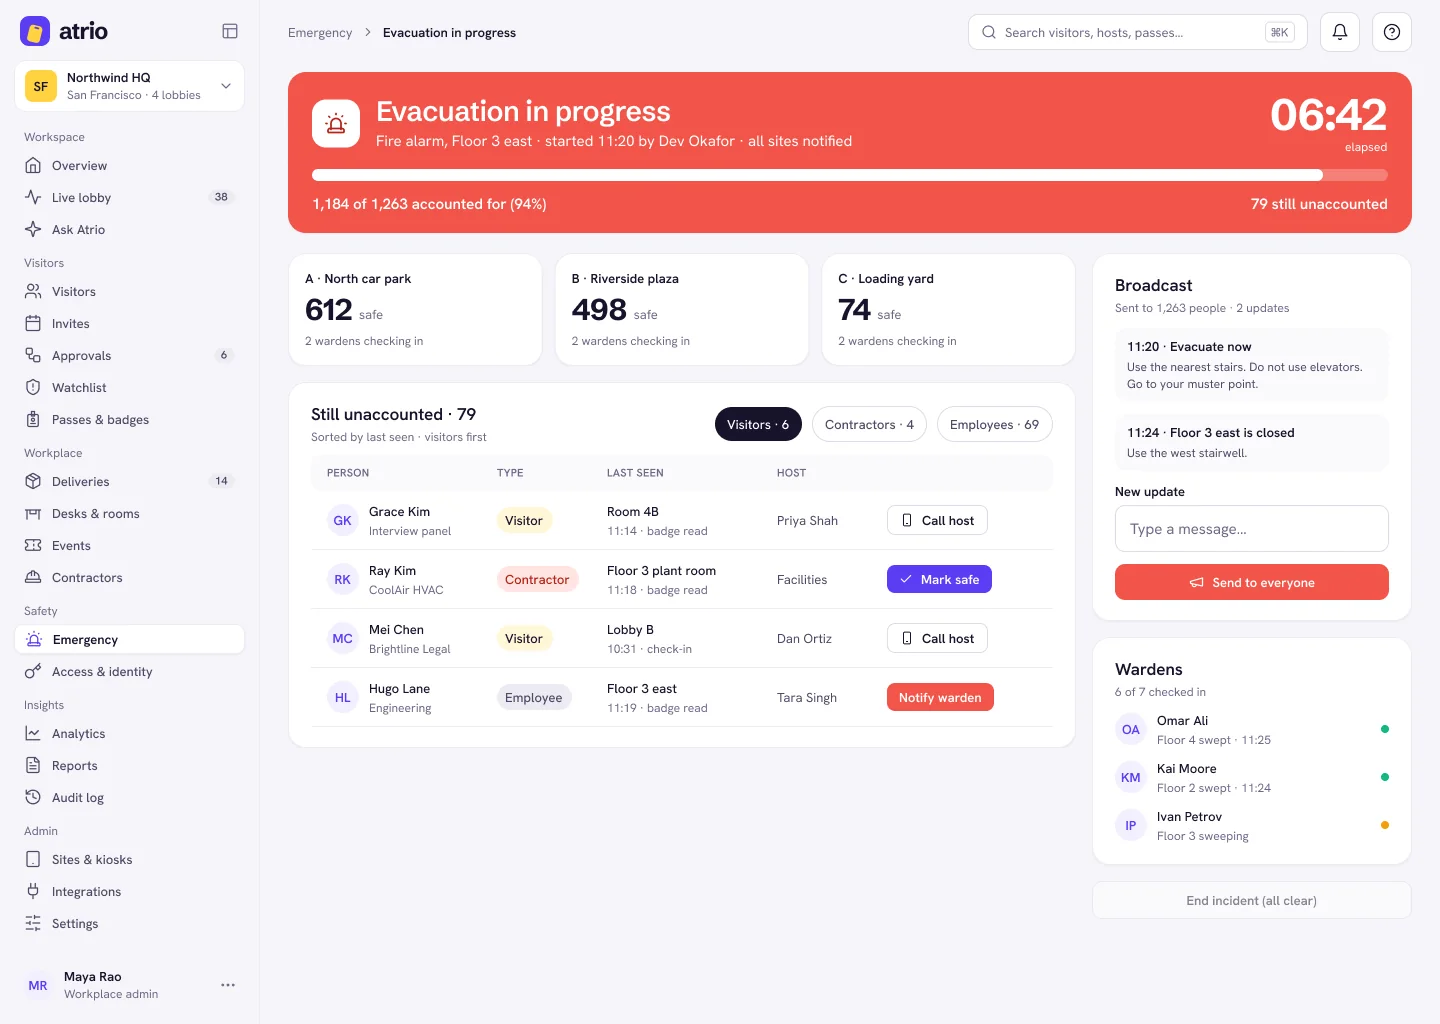 atrio
SF
Northwind HQ
San Francisco · 4 lobbies
Workspace
Overview
Live lobby 38
Ask Atrio
Visitors
Visitors
Invites
Approvals 6
Watchlist
Passes & badges
Workplace
Deliveries 14
Desks & rooms
Events
Contractors
Safety
Emergency
Access & identity
Insights
Analytics
Reports
Audit log
Admin
Sites & kiosks
Integrations
Settings
MR
Maya Rao
Workplace admin
Emergency > Evacuation in progress
Search visitors, hosts, passes... ⌘K
Evacuation in progress
Fire alarm, Floor 3 east · started 11:20 by Dev Okafor · all sites notified
06:42
elapsed
1,184 of 1,263 accounted for (94%)
79 still unaccounted
A · North car park
612 safe
2 wardens checking in
B · Riverside plaza
498 safe
2 wardens checking in
C · Loading yard
74 safe
2 wardens checking in
Still unaccounted · 79
Sorted by last seen · visitors first
Visitors · 6
Contractors · 4
Employees · 69
PERSON TYPE LAST SEEN HOST
GK
Grace Kim
Interview panel
Visitor
Room 4B
11:14 · badge read
Priya Shah
Call host
RK
Ray Kim
CoolAir HVAC
Contractor
Floor 3 plant room
11:18 · badge read
Facilities
Mark safe
MC
Mei Chen
Brightline Legal
Visitor
Lobby B
10:31 · check-in
Dan Ortiz
Call host
HL
Hugo Lane
Engineering
Employee
Floor 3 east
11:19 · badge read
Tara Singh
Notify warden
Broadcast
Sent to 1,263 people · 2 updates
11:20 · Evacuate now
Use the nearest stairs. Do not use elevators.
Go to your muster point.
11:24 · Floor 3 east is closed
Use the west stairwell.
New update
Type a message...
Send to everyone
Wardens
6 of 7 checked in
OA
Omar Ali
Floor 4 swept · 11:25
KM
Kai Moore
Floor 2 swept · 11:24
IP
Ivan Petrov
Floor 3 sweeping
End incident (all clear)